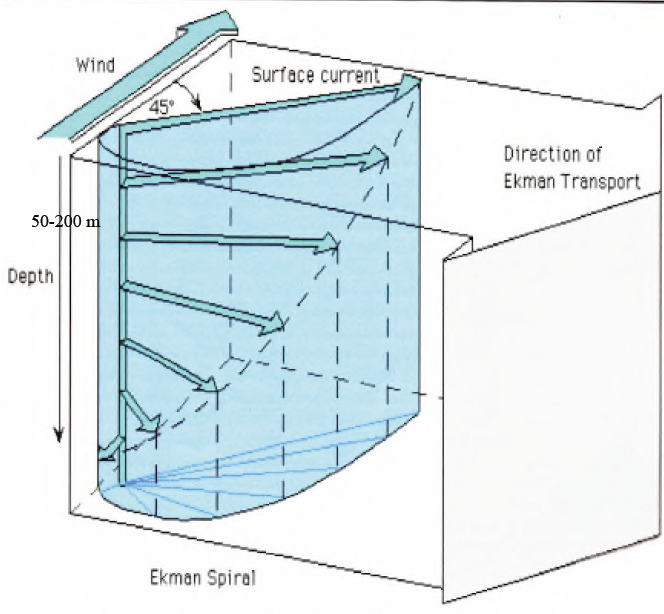 Wind
Surface current
45°
Direction of
Ekman Transport
50-200 m
Depth
Ekman Spiral